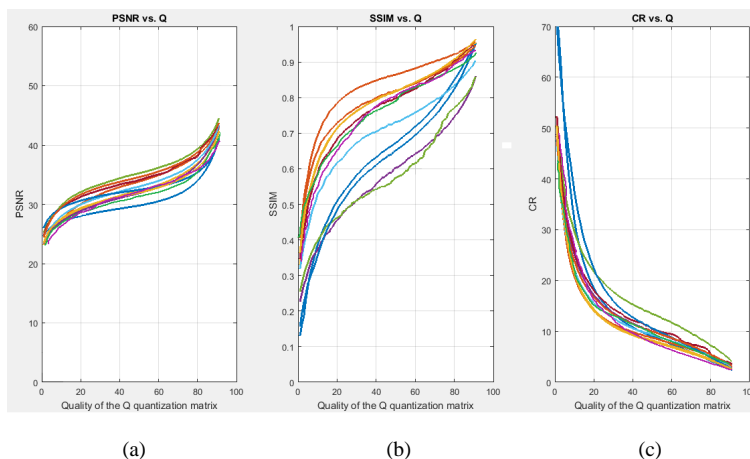 PSNR vs. Q
60
50
40
30
20
10
0
PSNR
0 20 40 60 80 100
Quality of the Q quantization matrix
(a)
SSIM vs. Q
1
0.9
0.8
0.7
0.6
0.5
0.4
0.3
0.2
0.1
0
SSIM
0 20 40 60 80 100
Quality of the Q quantization matrix
(b)
CR vs. Q
70
60
50
40
30
20
10
0
CR
0 20 40 60 80 100
Quality of the Q quantization matrix
(c)